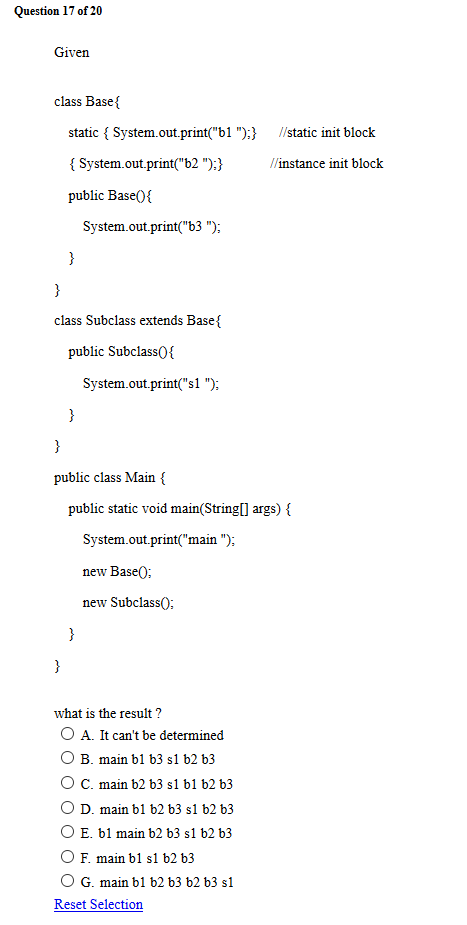 Question 17 of 20
Given
class Base{
static { System.out.print("b1 ");} //static init block
{ System.out.print("b2 ");} //instance init block
public Base(){
System.out.print("b3 ");
}
}
class Subclass extends Base{
public Subclass(){
System.out.print("s1 ");
}
}
public class Main {
public static void main(String[] args) {
System.out.print("main ");
new Base();
new Subclass();
}
}
what is the result ?
A. It can't be determined
B. main b1 b3 s1 b2 b3
C. main b2 b3 s1 b1 b2 b3
D. main b1 b2 b3 s1 b2 b3
E. b1 main b2 b3 s1 b2 b3
F. main b1 s1 b2 b3
G. main b1 b2 b3 b2 b3 s1
Reset Selection